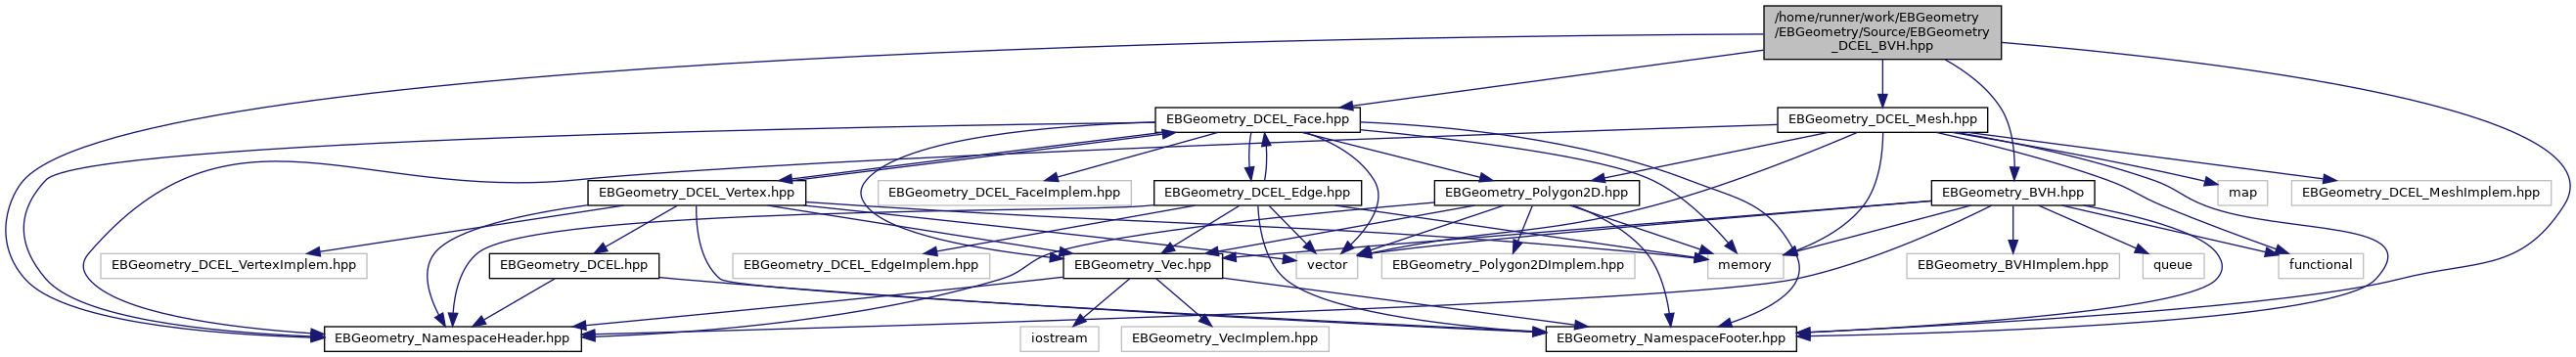 /home/runner/work/EBGeometry
/EBGeometry/Source/EBGeometry
_DCEL_BVH.hpp
EBGeometry_DCEL_Face.hpp
EBGeometry_DCEL_Mesh.hpp
EBGeometry_DCEL_Vertex.hpp
EBGeometry_DCEL_FaceImplem.hpp
EBGeometry_DCEL_Edge.hpp
EBGeometry_Polygon2D.hpp
EBGeometry_BVH.hpp
map
EBGeometry_DCEL_MeshImplem.hpp
EBGeometry_DCEL_VertexImplem.hpp
EBGeometry_DCEL.hpp
EBGeometry_DCEL_EdgeImplem.hpp
EBGeometry_Vec.hpp
vector
EBGeometry_Polygon2DImplem.hpp
memory
EBGeometry_BVHImplem.hpp
queue
functional
EBGeometry_NamespaceHeader.hpp
iostream
EBGeometry_VecImplem.hpp
EBGeometry_NamespaceFooter.hpp